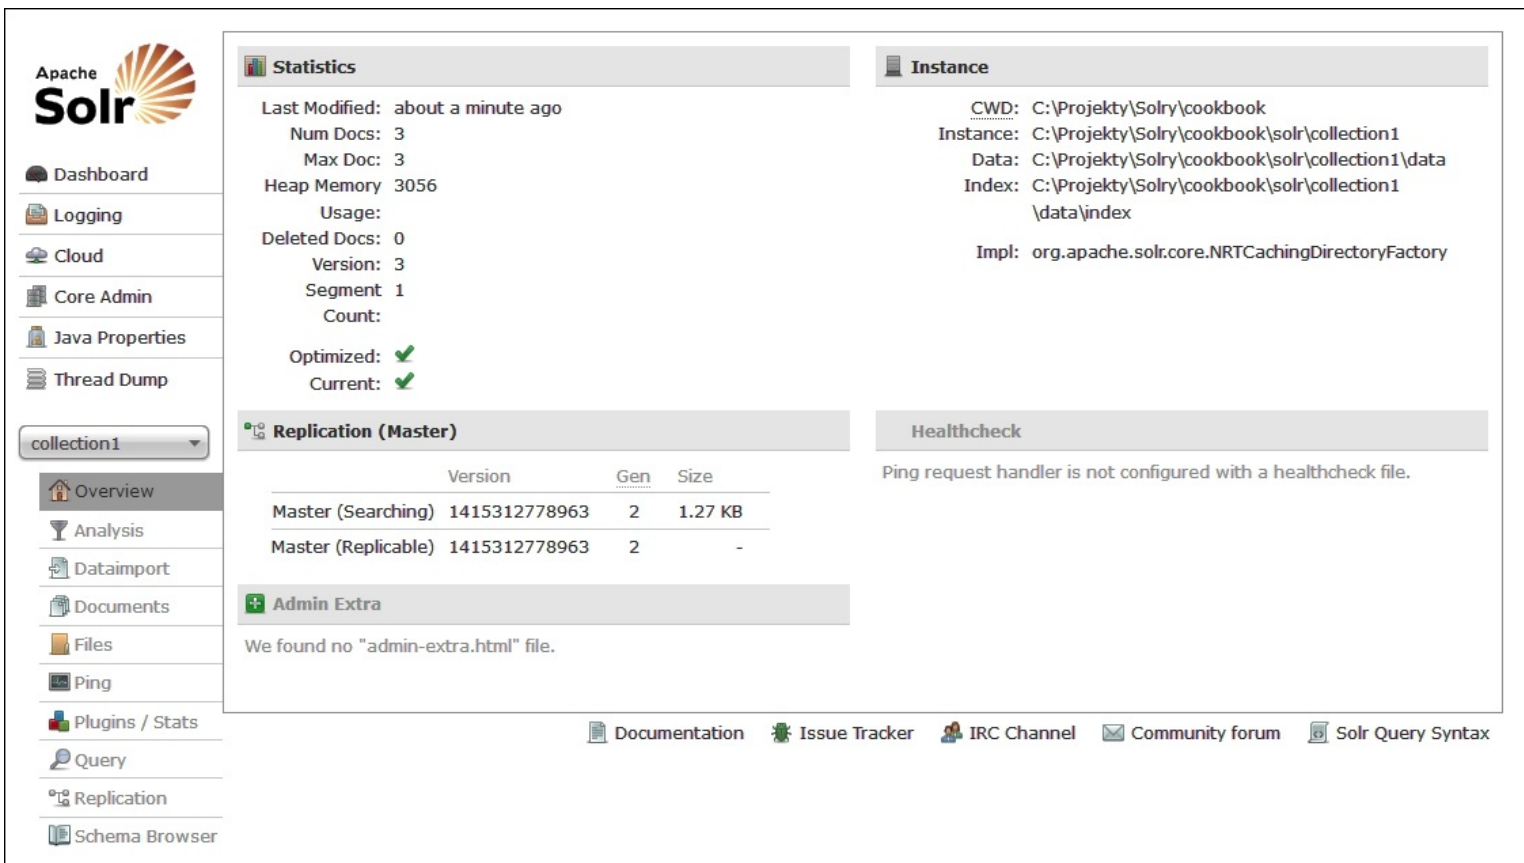 Apache
Solr
Dashboard
Logging
Cloud
Core Admin
Java Properties
Thread Dump
collection1
Overview
Analysis
Dataimport
Documents
Files
Ping
Plugins / Stats
Query
Replication
Schema Browser
Statistics
Last Modified: about a minute ago
Num Docs: 3
Max Doc: 3
Heap Memory 3056
Usage:
Deleted Docs: 0
Version: 3
Segment 1
Count:
Optimized:
Current:
Instance
CWD: C:\Projekty\Solry\cookbook
Instance: C:\Projekty\Solry\cookbook\solr\collection1
Data: C:\Projekty\Solry\cookbook\solr\collection1\data
Index: C:\Projekty\Solry\cookbook\solr\collection1
\data\index
Impl: org.apache.solr.core.NRTCachingDirectoryFactory
Replication (Master)
Version Gen Size
Master (Searching) 1415312778963 2 1.27 KB
Master (Replicable) 1415312778963 2 -
Healthcheck
Ping request handler is not configured with a healthcheck file.
Admin Extra
We found no "admin-extra.html" file.
Documentation Issue Tracker IRC Channel Community forum Solr Query Syntax